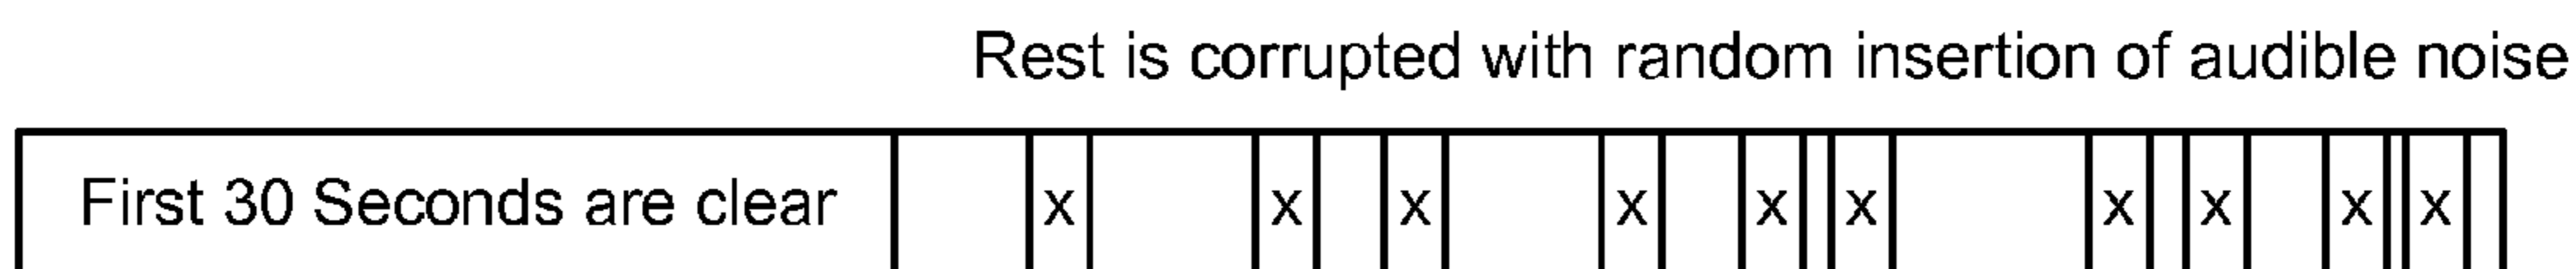 Rest is corrupted with random insertion of audible noise
First 30 Seconds are clear x x x x x x x x x x